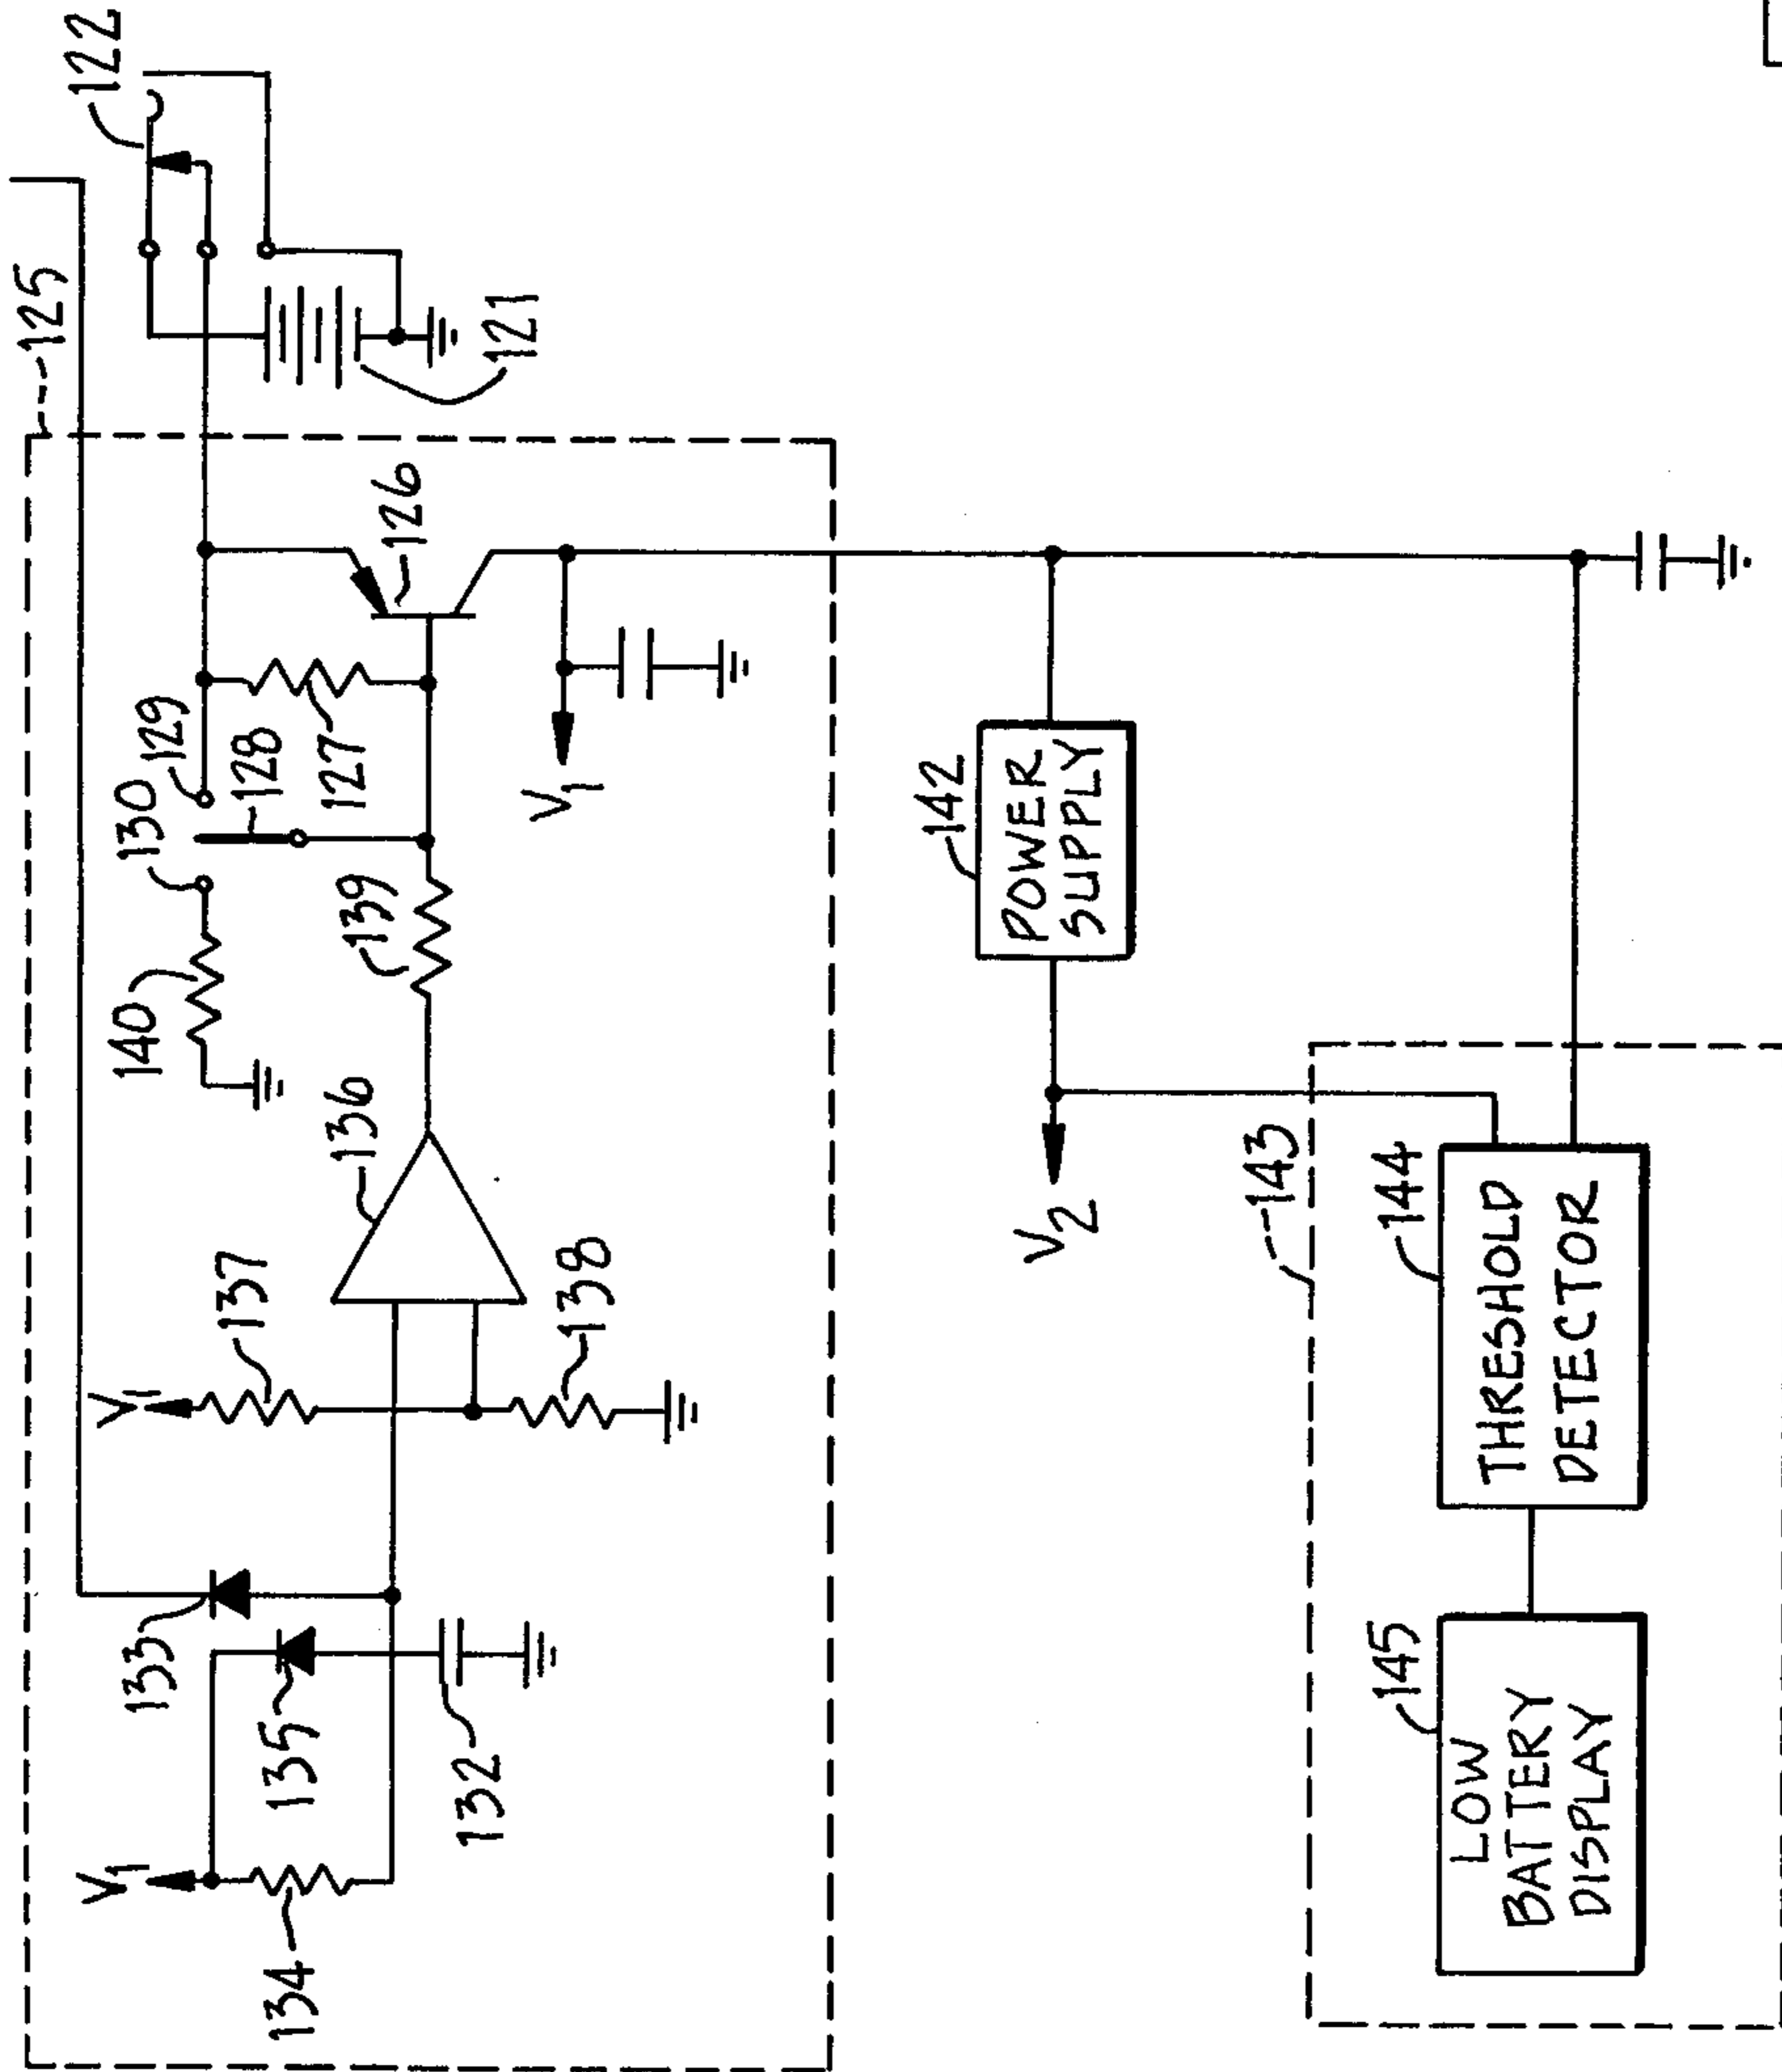 122
125
121
126
129
128
127
130
139
140
V1
136
137
V1
138
133
135
132
V1
134
142
POWER
SUPPLY
V2
143
144
THRESHOLD
DETECTOR
145
LOW
BATTERY
DISPLAY